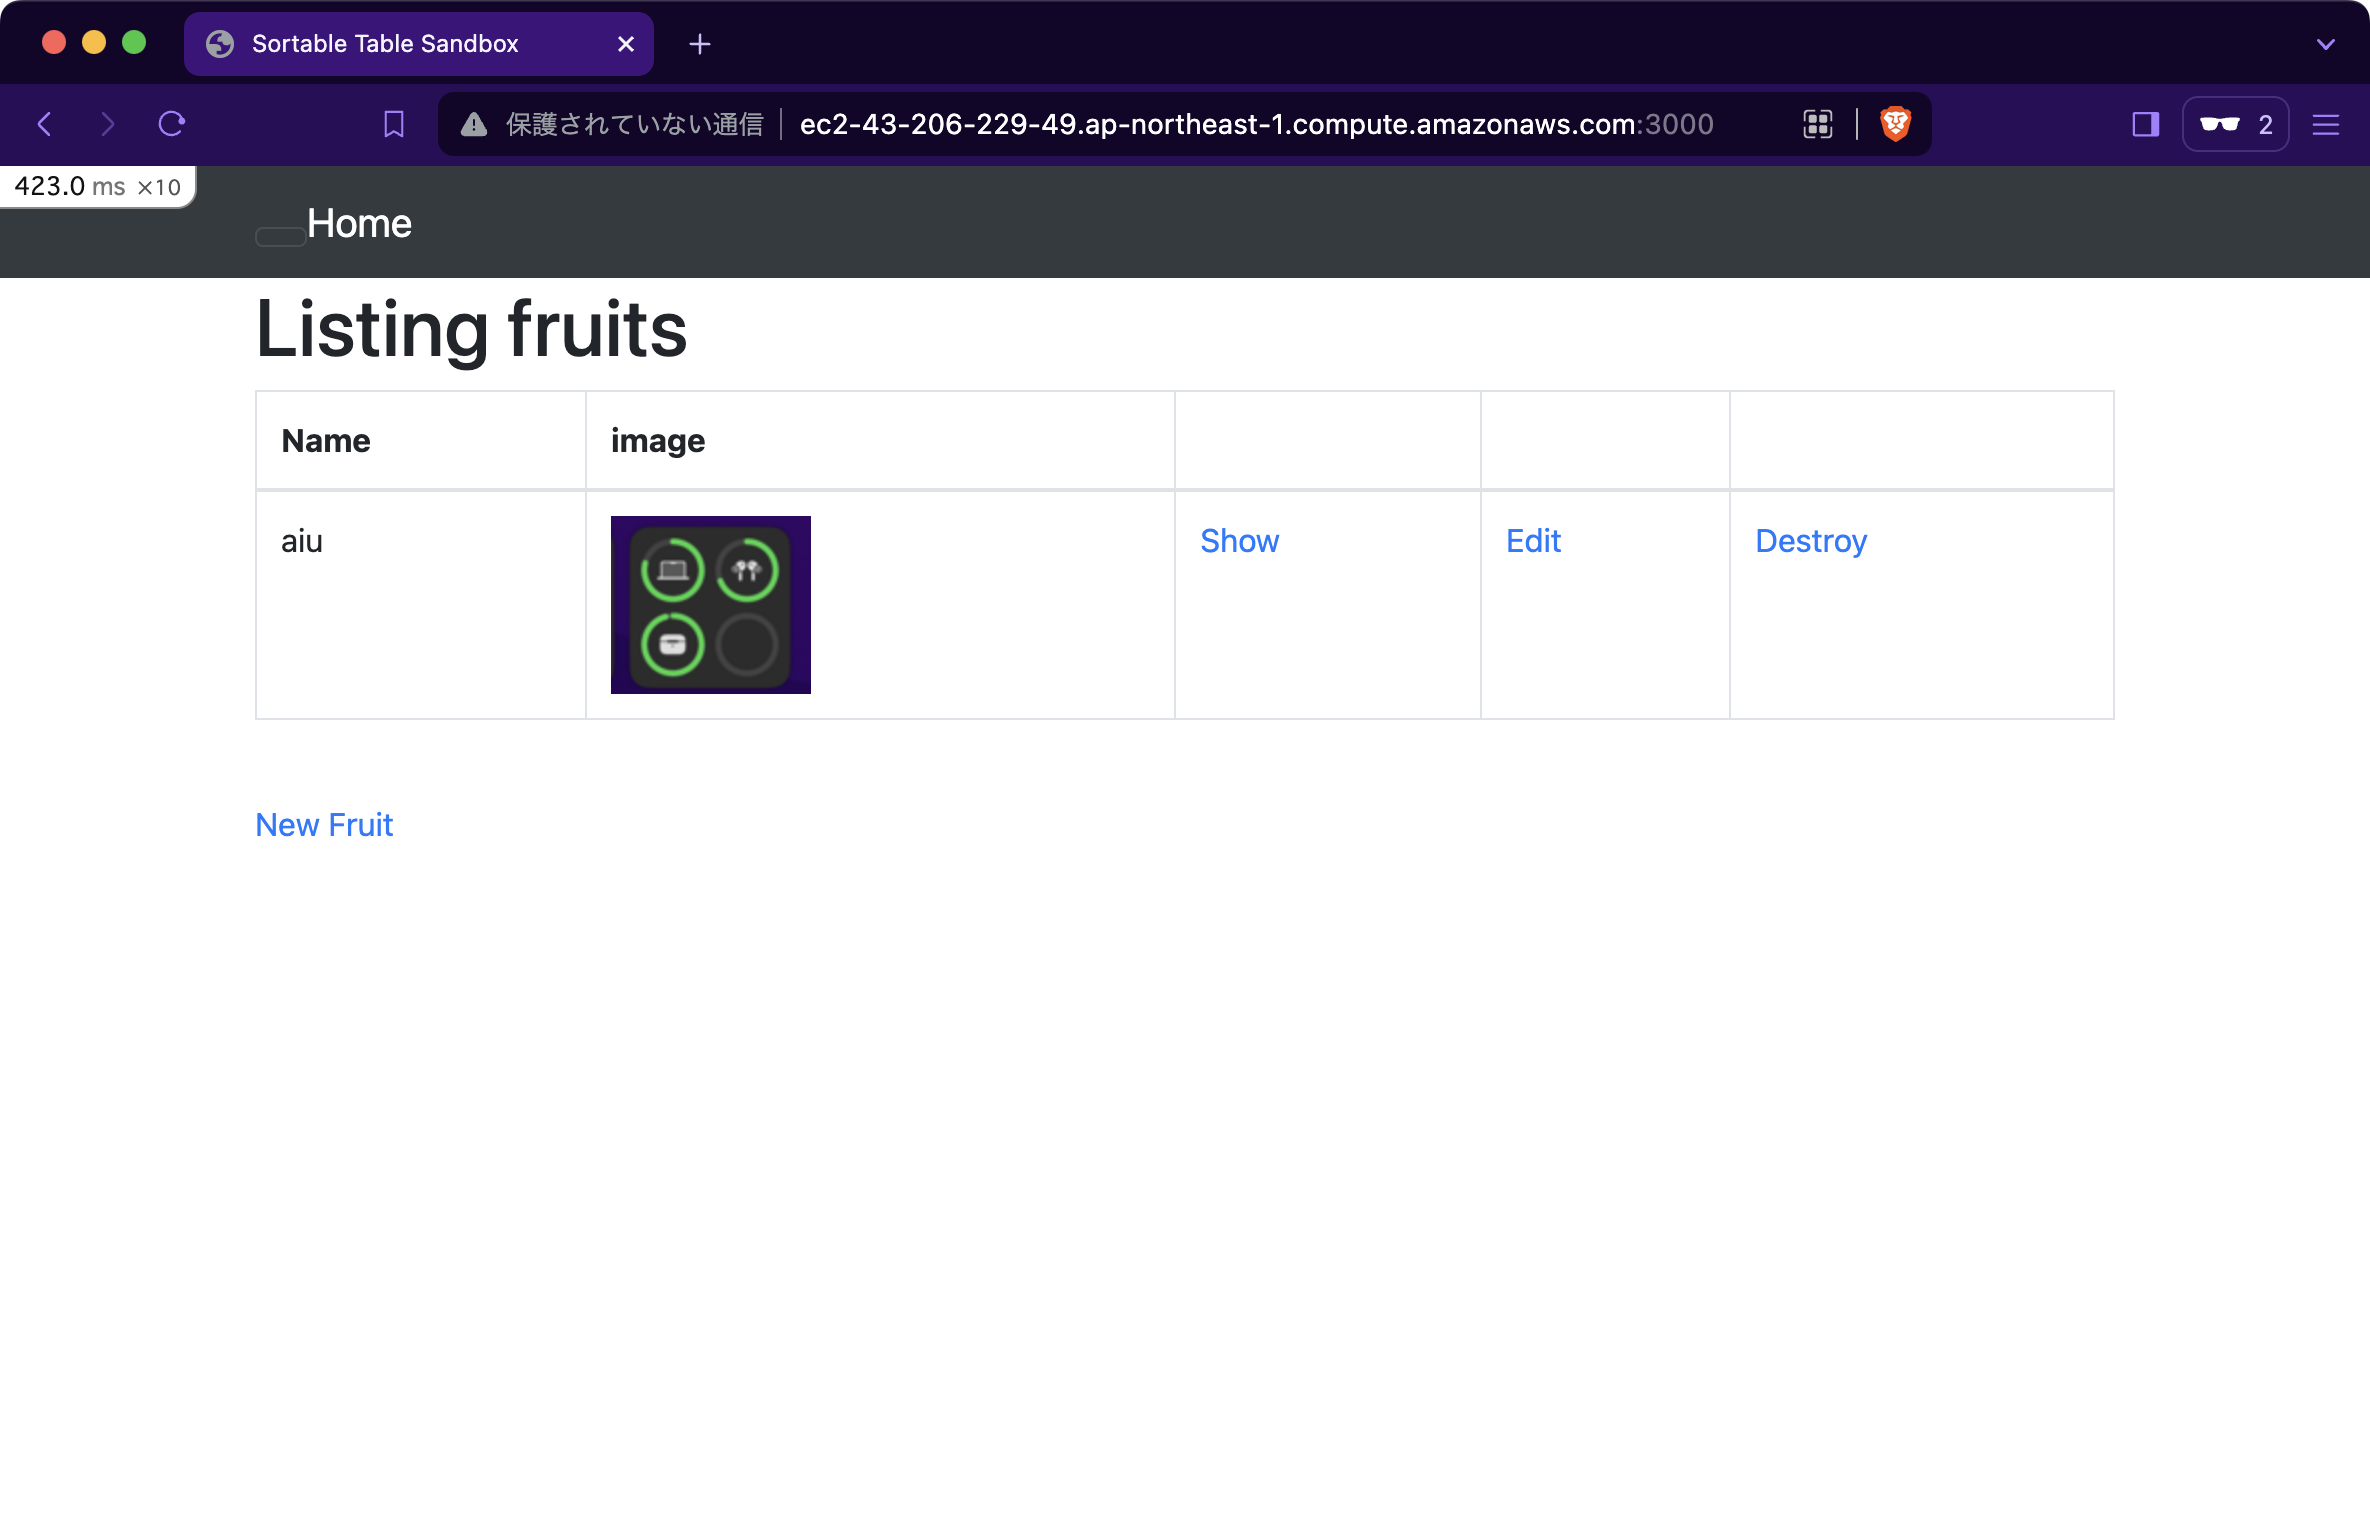 Sortable Table Sandbox
保護されていない通信 ec2-43-206-229-49.ap-northeast-1.compute.amazonaws.com:3000
2
423.0 ms ×10
Home
Listing fruits
Name image
aiu Show Edit Destroy
New Fruit